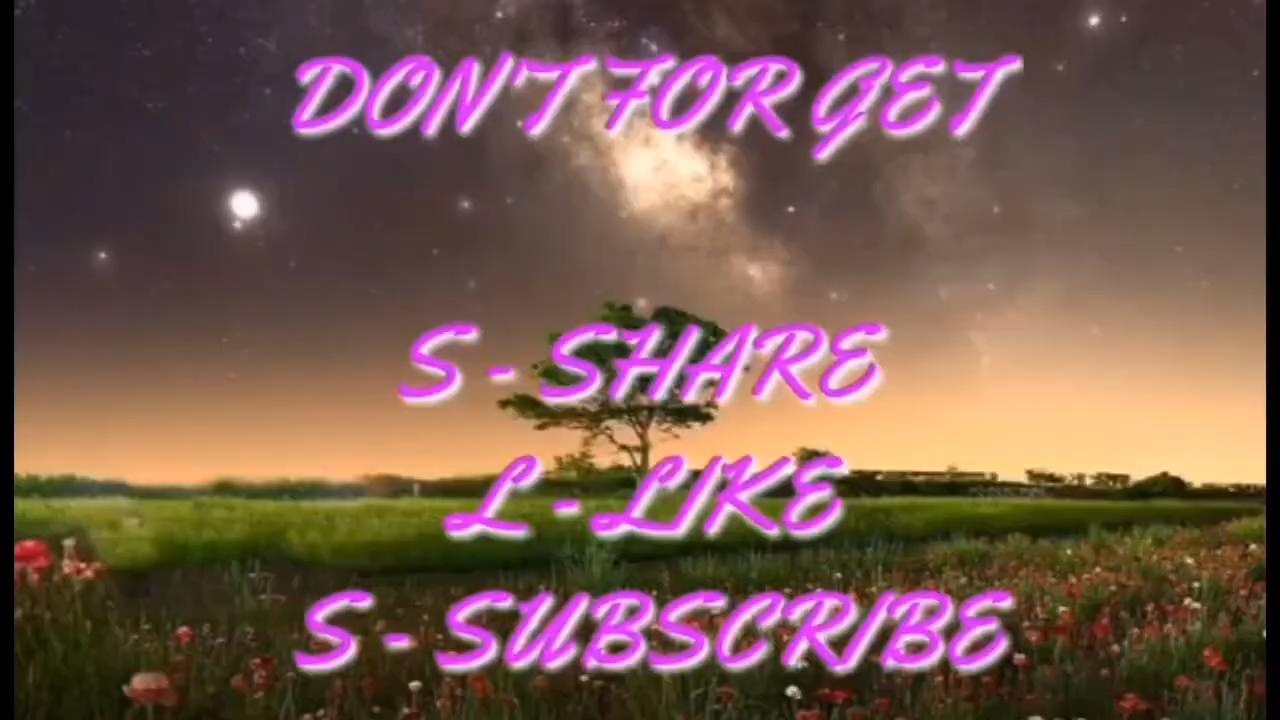 DON'T FOR GET
S - SHARE
L - LIKE
S - SUBSCRIBE